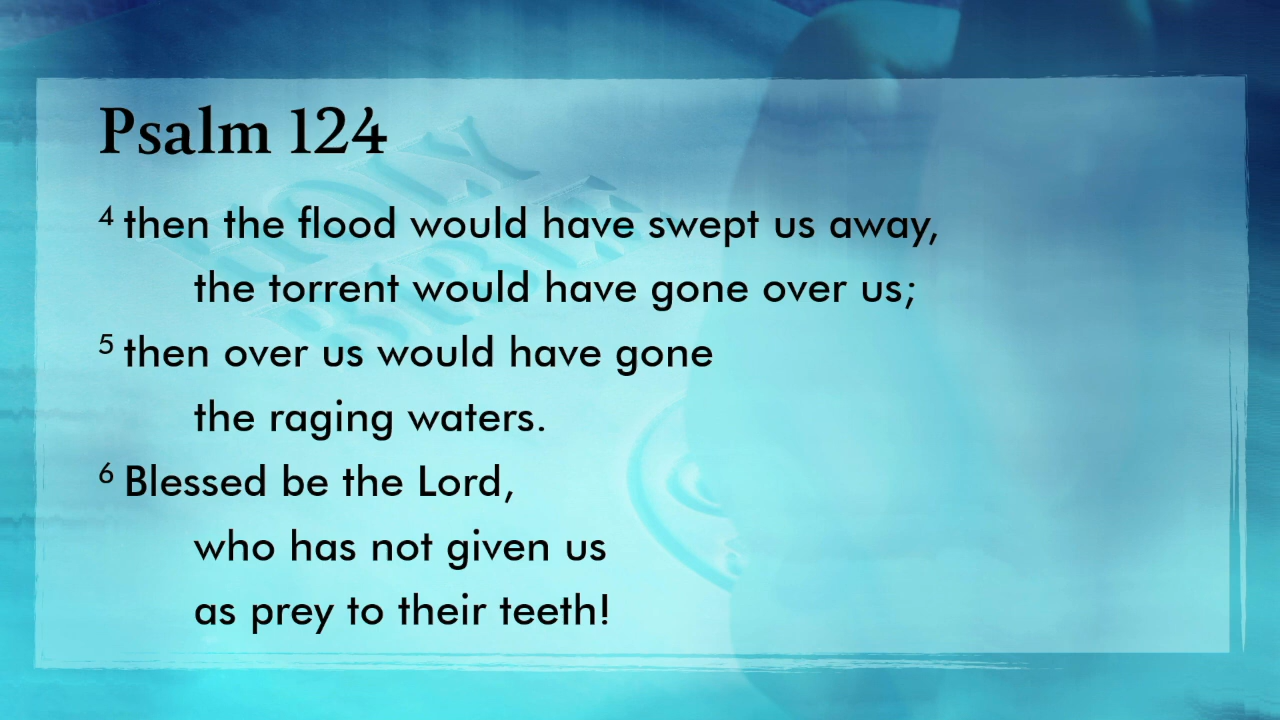 Psalm 124
4 then the flood would have swept us away,
the torrent would have gone over us;
5 then over us would have gone
the raging waters.
6 Blessed be the Lord,
who has not given us
as prey to their teeth!
HOLY
BIBLE